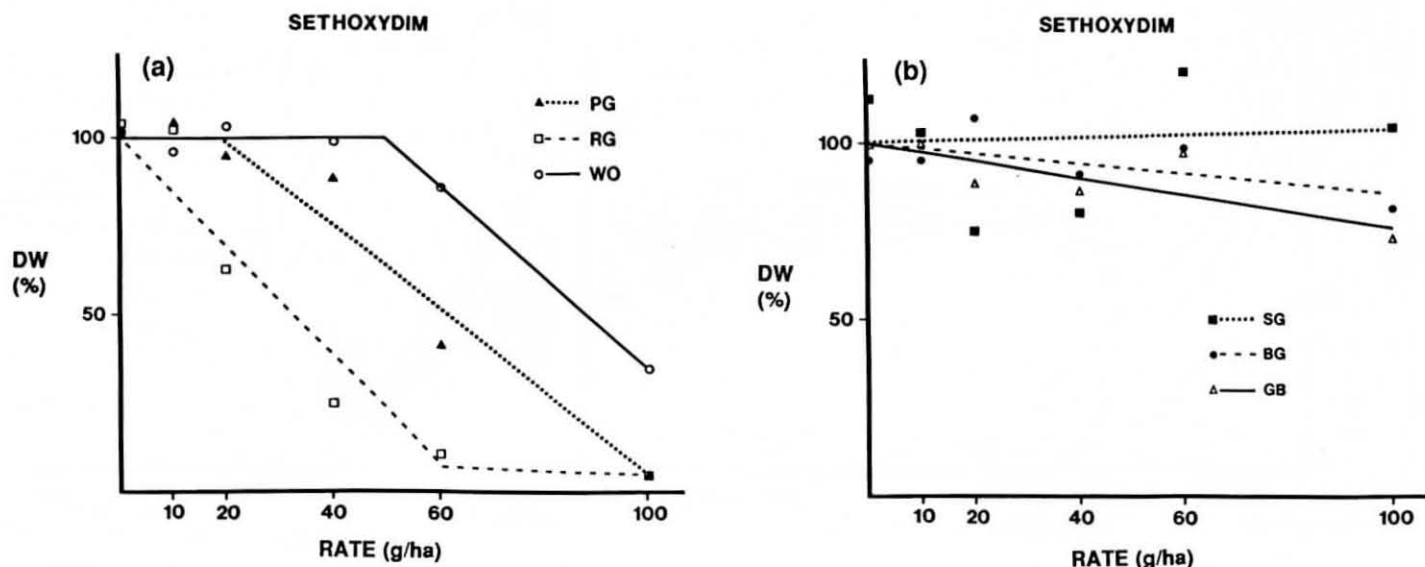 SETHOXYDIM
(a)
PG
RG
WO
100
50
DW
(%)
10 20 40 60 100
RATE (g/ha)
SETHOXYDIM
(b)
100
50
DW
(%)
SG
BG
GB
10 20 40 60 100
RATE (g/ha)